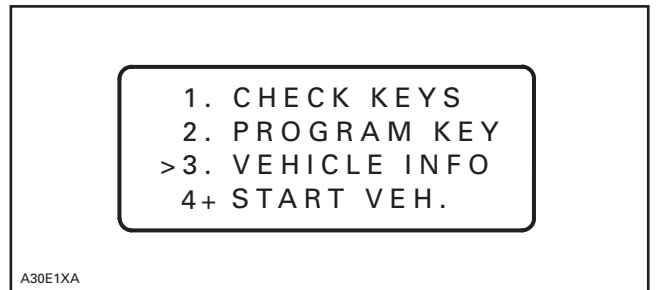 1. CHECK KEYS
2. PROGRAM KEY
>3. VEHICLE INFO
4+ START VEH.
A30E1XA